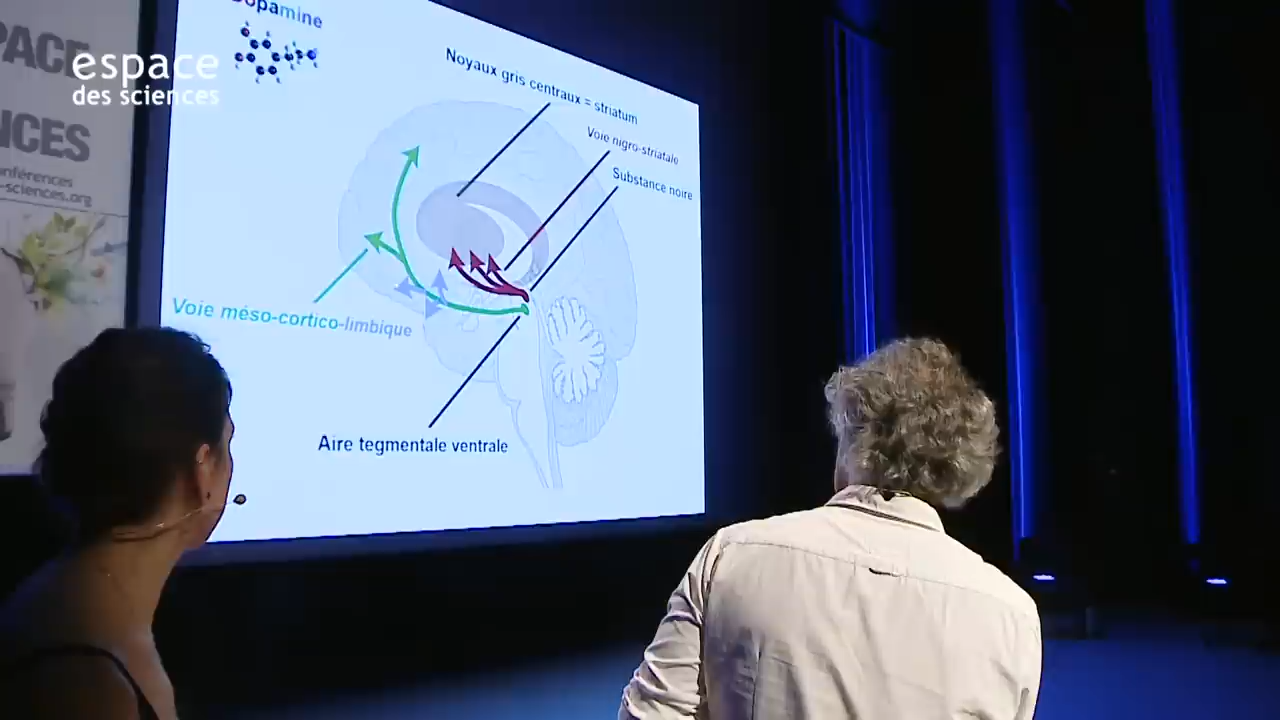 PACE
NCES
nférences
-sciences.org
espace
des sciences
opamine
Noyaux gris centraux = striatum
Voie nigro-striatale
Substance noire
Voie méso-cortico-limbique
Aire tegmentale ventrale